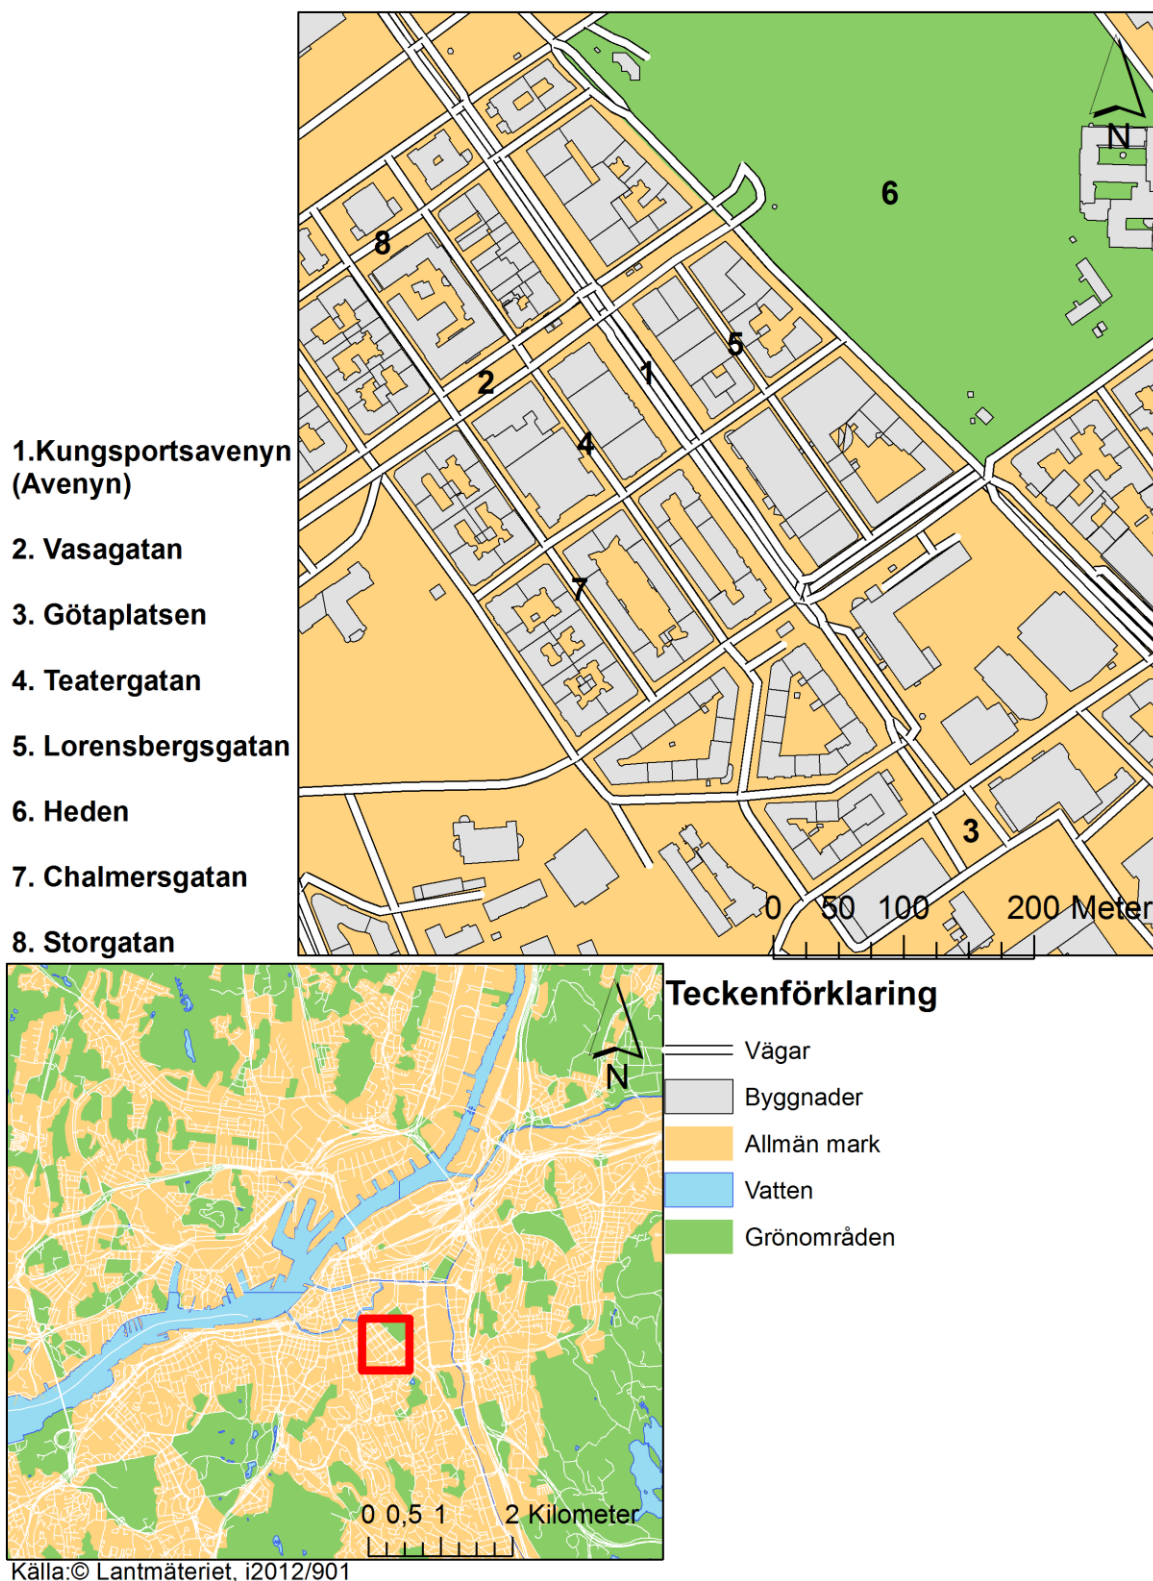 1.Kungsportsavenyn
(Avenyn)
2. Vasagatan
3. Götaplatsen
4. Teatergatan
5. Lorensbergsgatan
6. Heden
7. Chalmersgatan
8. Storgatan
N
6
8
5
1
2
4
7
3
0 50 100 200 Meter
N
0 0,5 1 2 Kilometer
Teckenförklaring
Vägar
Byggnader
Allmän mark
Vatten
Grönområden
Källa:© Lantmäteriet, i2012/901